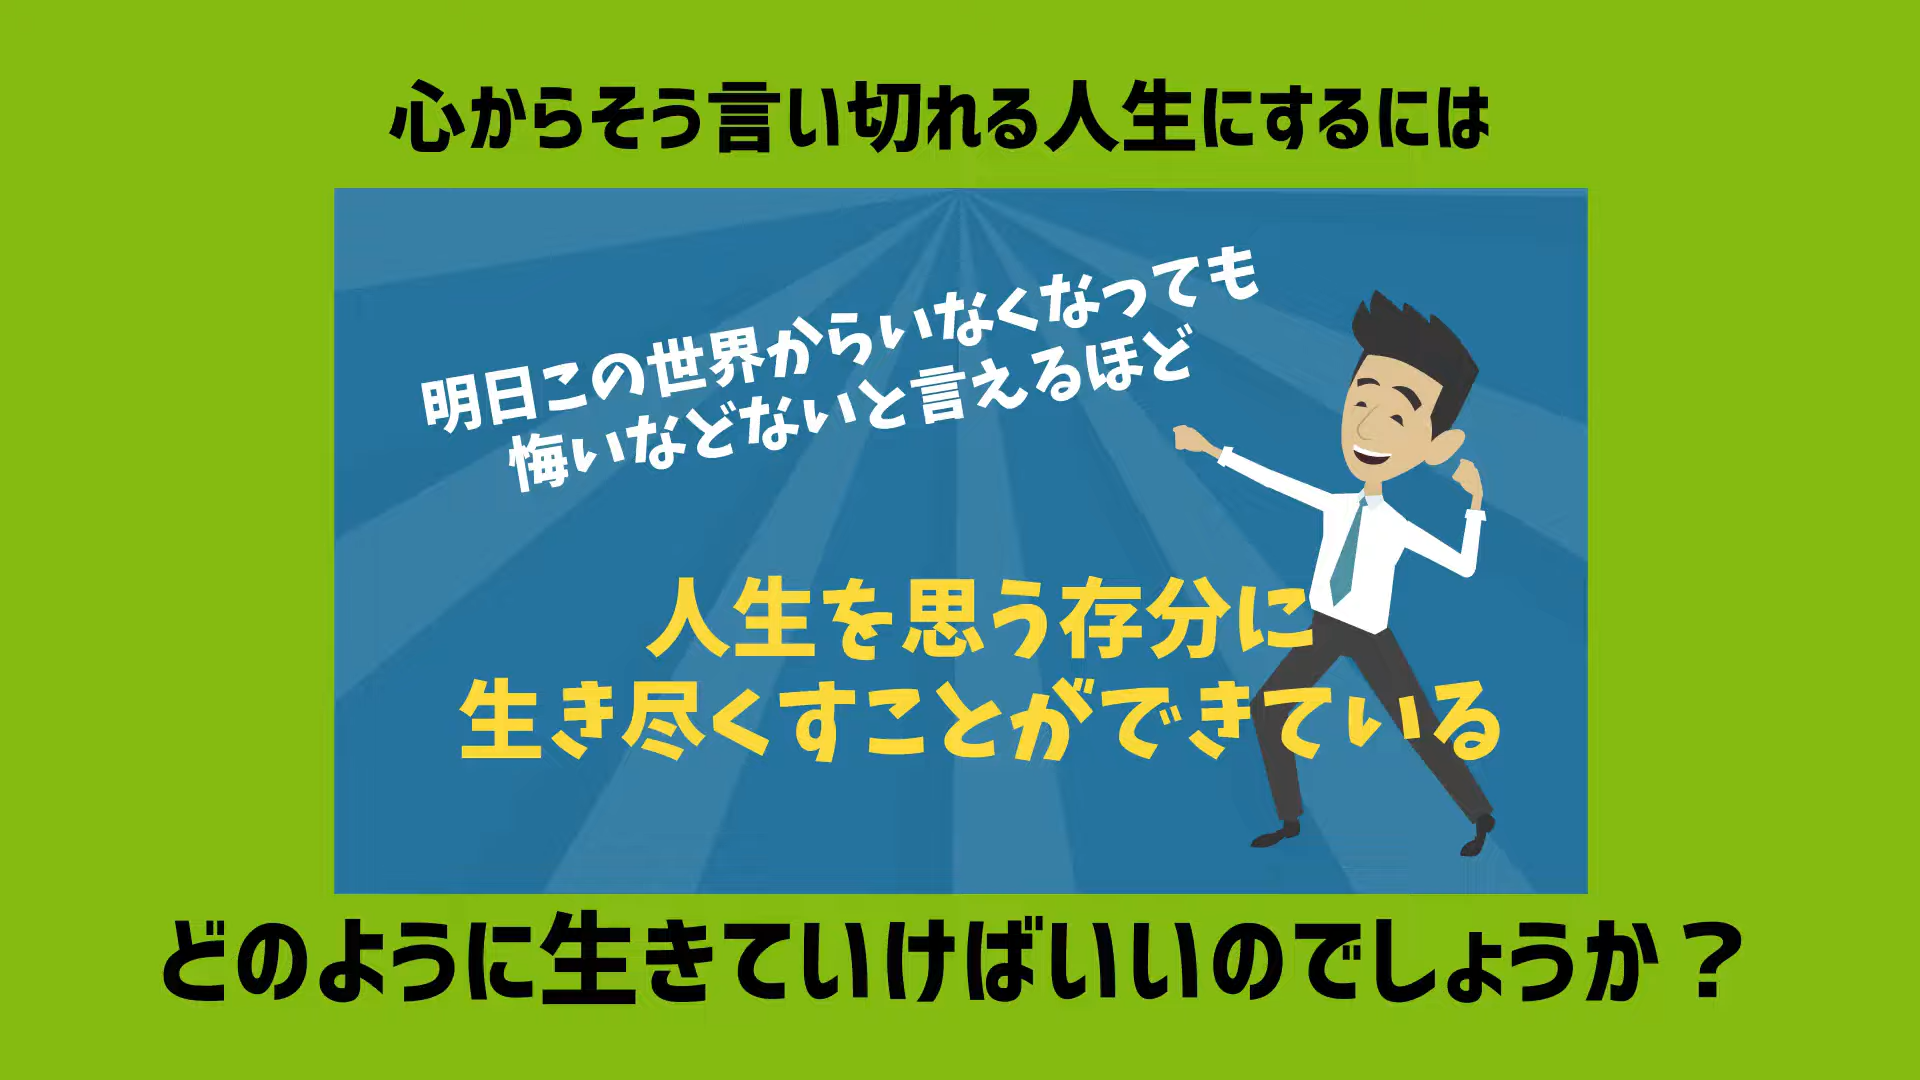 心からそう言い切れる人生にするには
明日この世界からいなくなっても
悔いなどないと言えるほど
人生を思う存分に
生き尽くすことができている
どのように生きていけばいいのでしょうか？